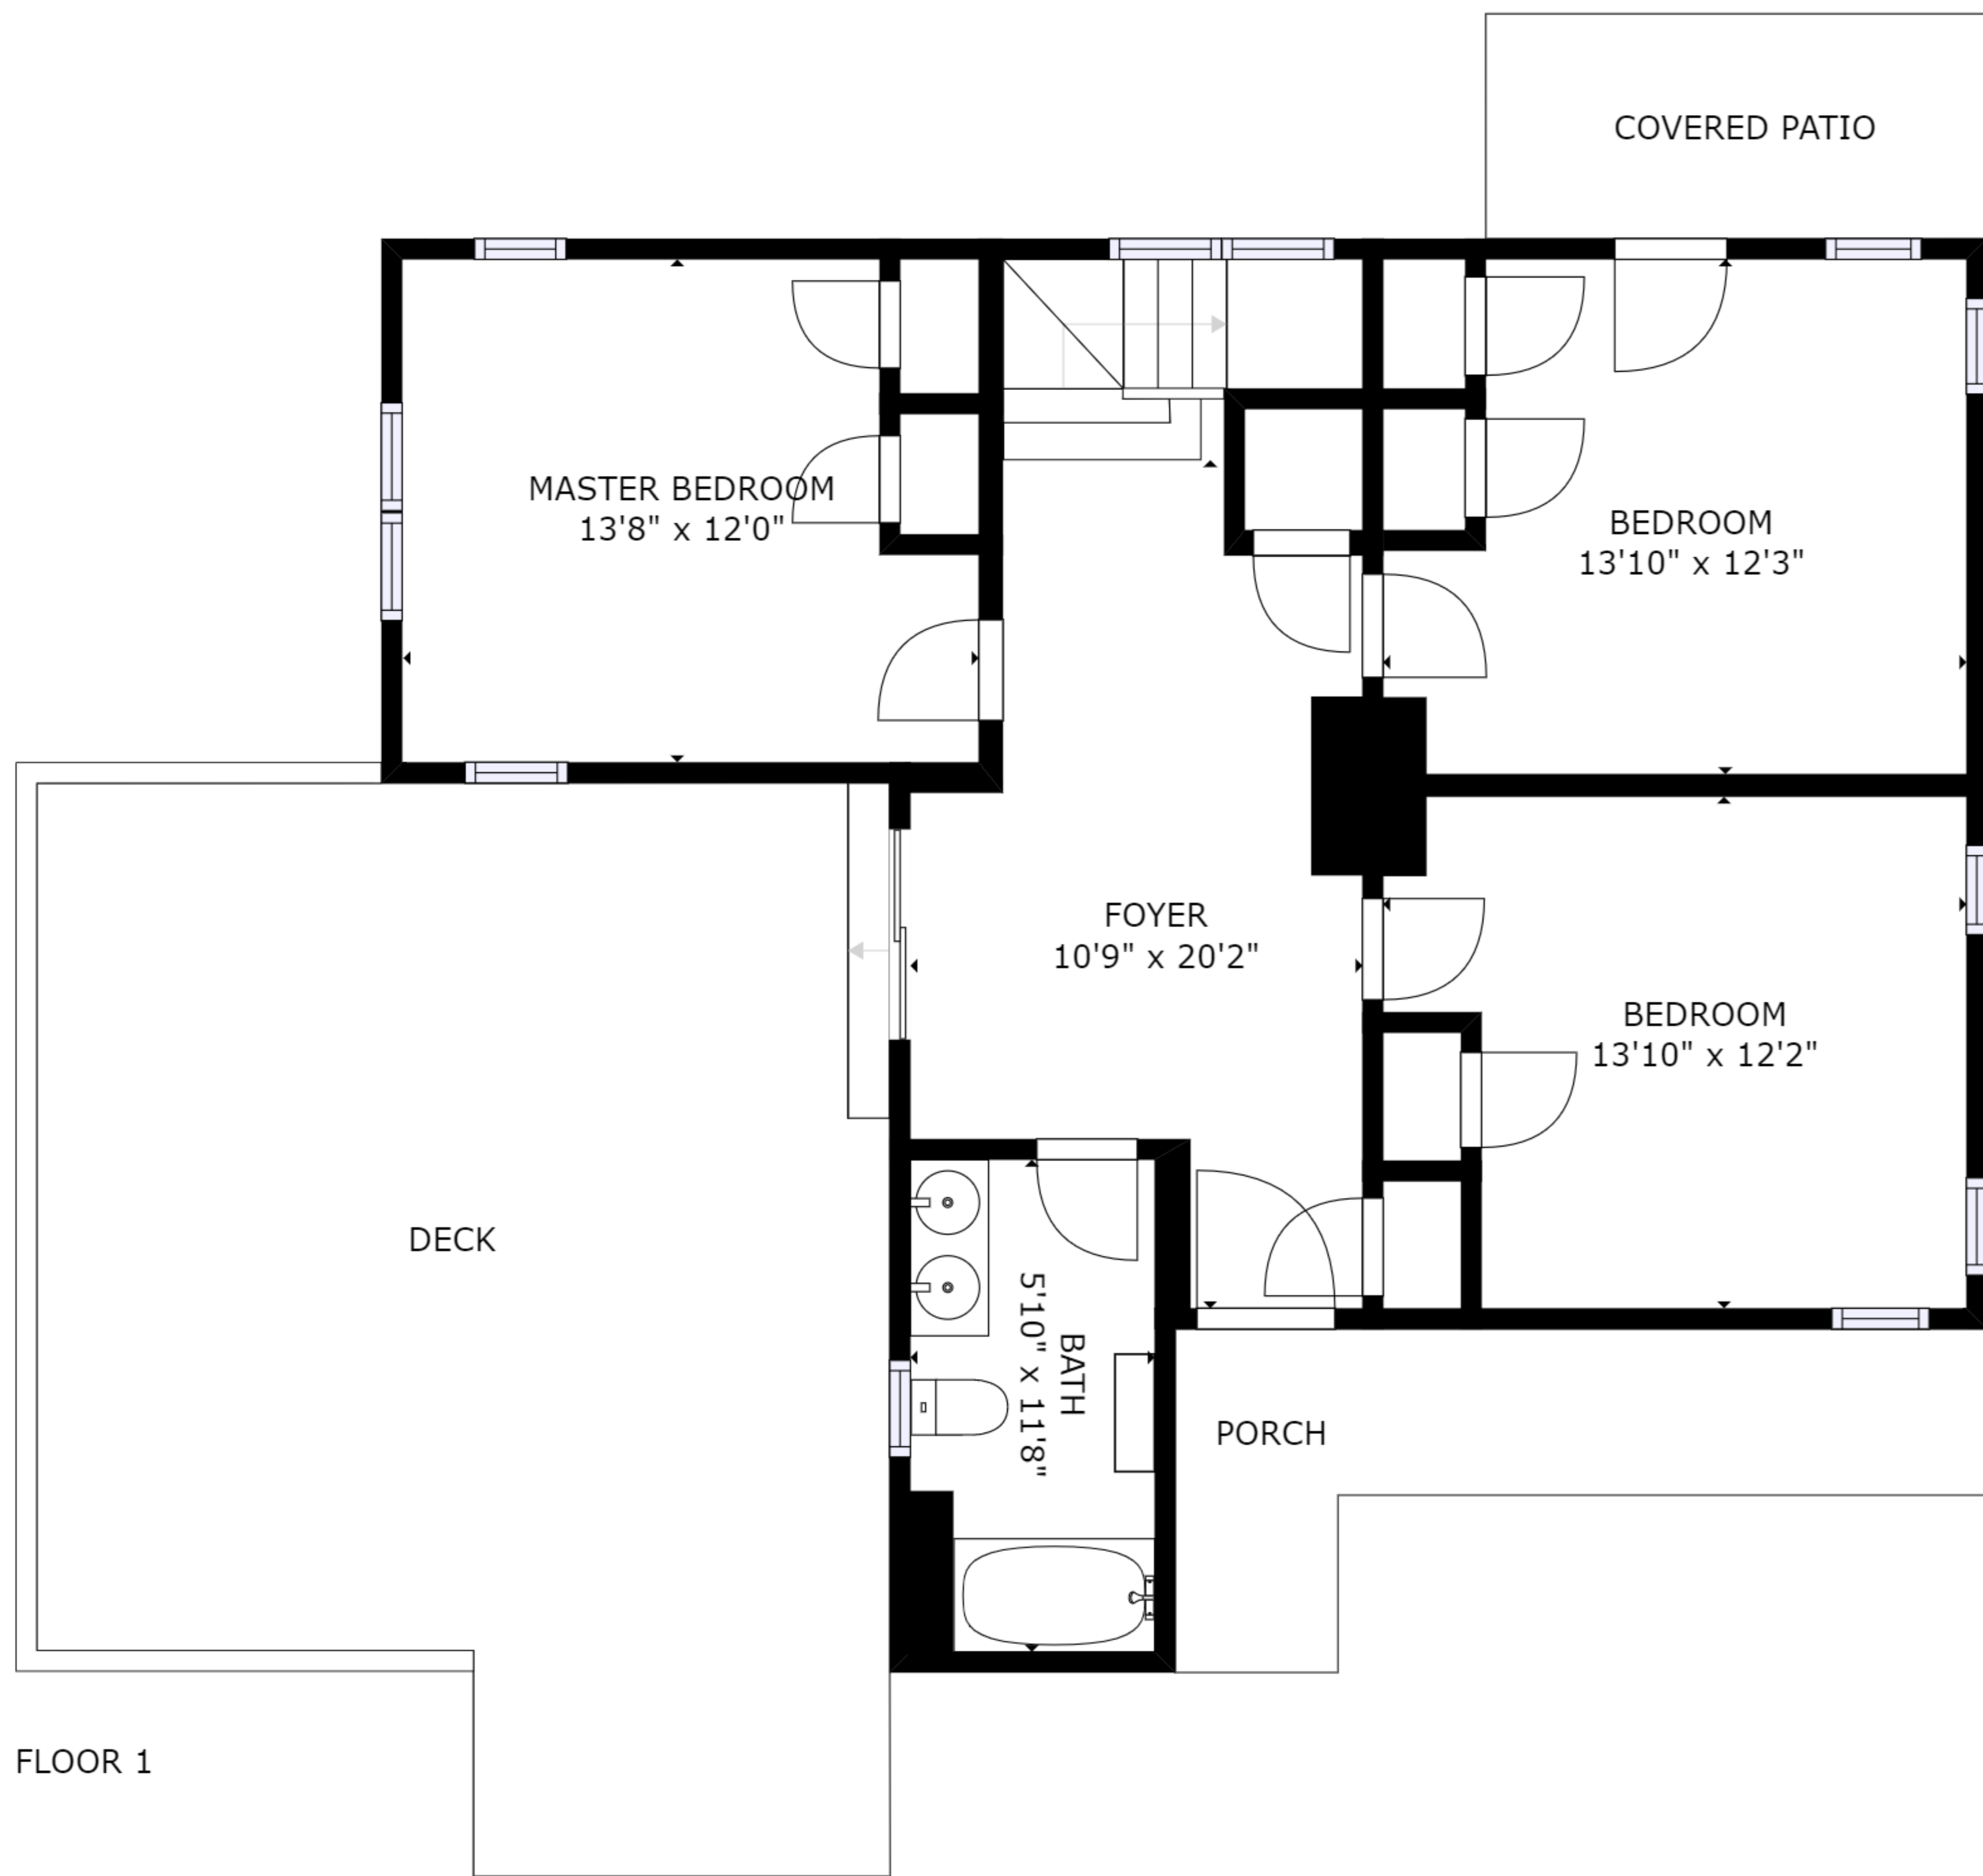 COVERED PATIO
MASTER BEDROOM
13'8" x 12'0"
BEDROOM
13'10" x 12'3"
FOYER
10'9" x 20'2"
BEDROOM
13'10" x 12'2"
DECK
BATH
5'10" x 11'8"
PORCH
FLOOR 1